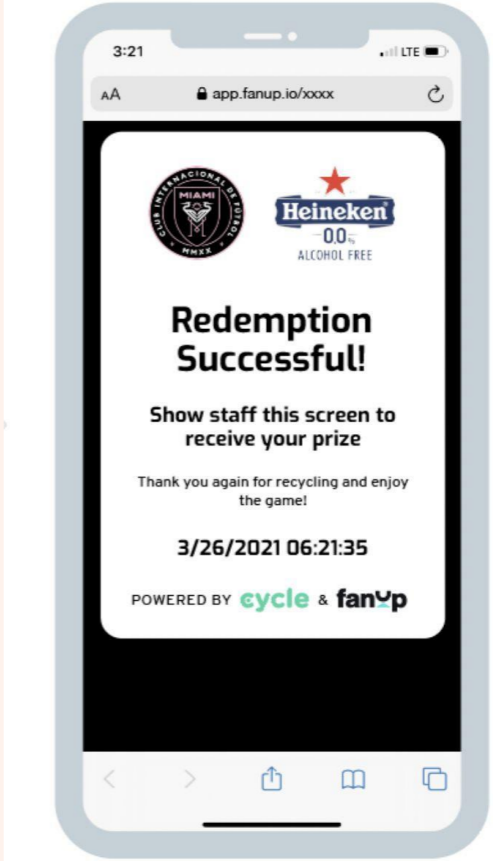 3:21
LTE
AA
app.fanup.io/xxxx
CLUB INTERNACIONAL DE FÚTBOL
MIAMI
MMXX
Heineken
0.0%
ALCOHOL FREE
Redemption
Successful!
Show staff this screen to
receive your prize
Thank you again for recycling and enjoy
the game!
3/26/2021 06:21:35
POWERED BY cycle & fanUp